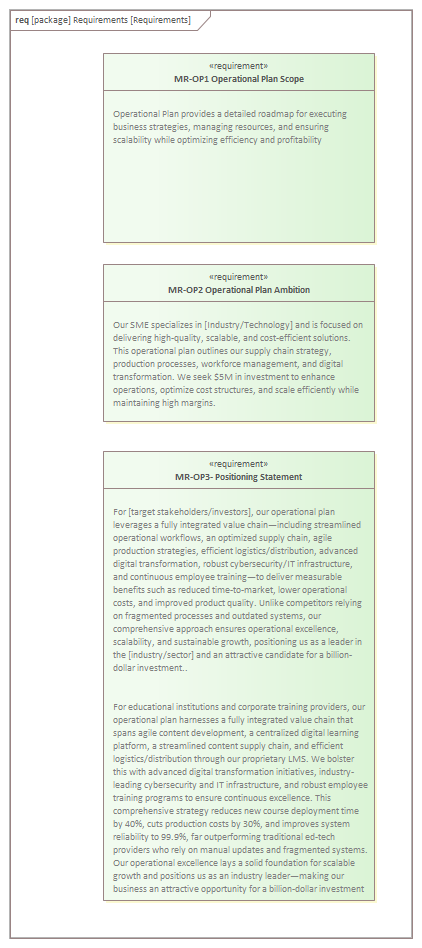 req [package] Requirements [Requirements]
«requirement»
MR-OP1 Operational Plan Scope
Operational Plan provides a detailed roadmap for executing
business strategies, managing resources, and ensuring
scalability while optimizing efficiency and profitability
«requirement»
MR-OP2 Operational Plan Ambition
Our SME specializes in [Industry/Technology] and is focused on
delivering high-quality, scalable, and cost-efficient solutions.
This operational plan outlines our supply chain strategy,
production processes, workforce management, and digital
transformation. We seek $5M in investment to enhance
operations, optimize cost structures, and scale efficiently while
maintaining high margins.
«requirement»
MR-OP3- Positioning Statement
For [target stakeholders/investors], our operational plan
leverages a fully integrated value chain—including streamlined
operational workflows, an optimized supply chain, agile
production strategies, efficient logistics/distribution, advanced
digital transformation, robust cybersecurity/IT infrastructure,
and continuous employee training—to deliver measurable
benefits such as reduced time-to-market, lower operational
costs, and improved product quality. Unlike competitors relying
on fragmented processes and outdated systems, our
comprehensive approach ensures operational excellence,
scalability, and sustainable growth, positioning us as a leader in
the [industry/sector] and an attractive candidate for a billion-
dollar investment..
For educational institutions and corporate training providers, our
operational plan harnesses a fully integrated value chain that
spans agile content development, a centralized digital learning
platform, a streamlined content supply chain, and efficient
logistics/distribution through our proprietary LMS. We bolster
this with advanced digital transformation initiatives, industry-
leading cybersecurity and IT infrastructure, and robust employee
training programs to ensure continuous excellence. This
comprehensive strategy reduces new course deployment time
by 40%, cuts production costs by 30%, and improves system
reliability to 99.9%, far outperforming traditional ed-tech
providers who rely on manual updates and fragmented systems.
Our operational excellence lays a solid foundation for scalable
growth and positions us as an industry leader—making our
business an attractive opportunity for a billion-dollar investment